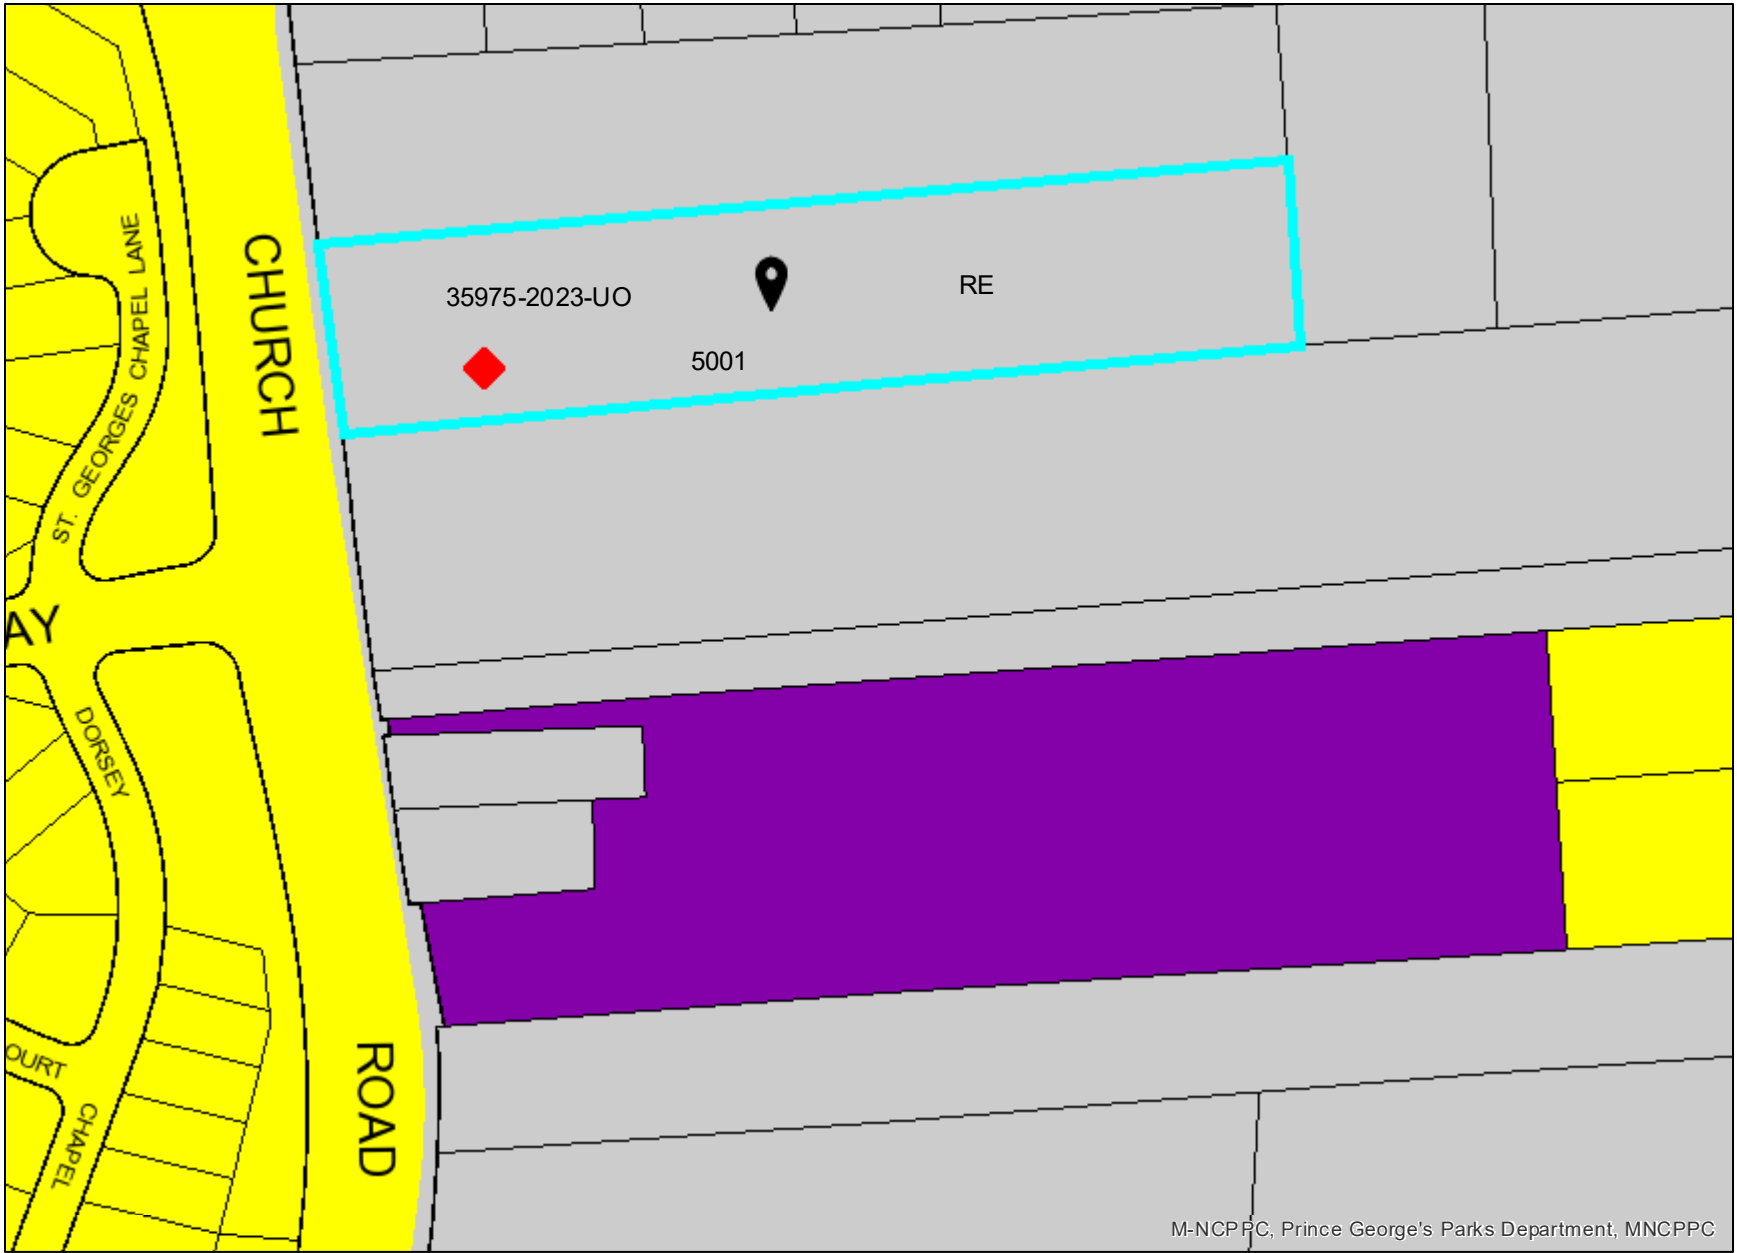 ST. GEORGES CHAPEL LANE
CHURCH
35975-2023-UO
RE
5001
AY
DORSEY
OURT
CHAPEL
ROAD
M-NCPPC, Prince George's Parks Department, MNCPPC